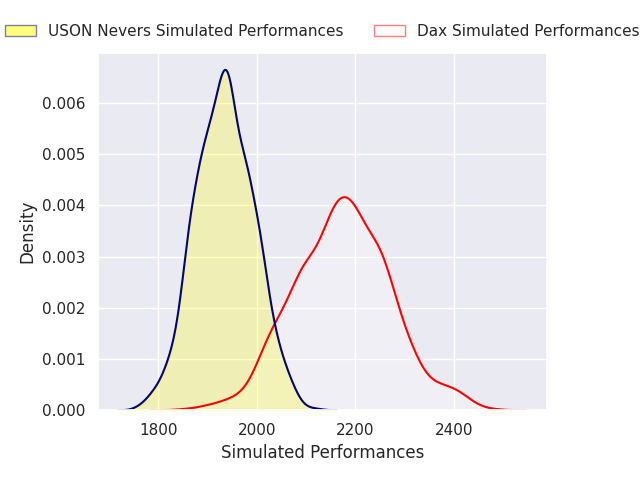 USON Nevers Simulated Performances Dax Simulated Performances
0.006
0.005
0.004
0.003
0.002
0.001
0.000
Density
1800 2000 2200 2400
Simulated Performances